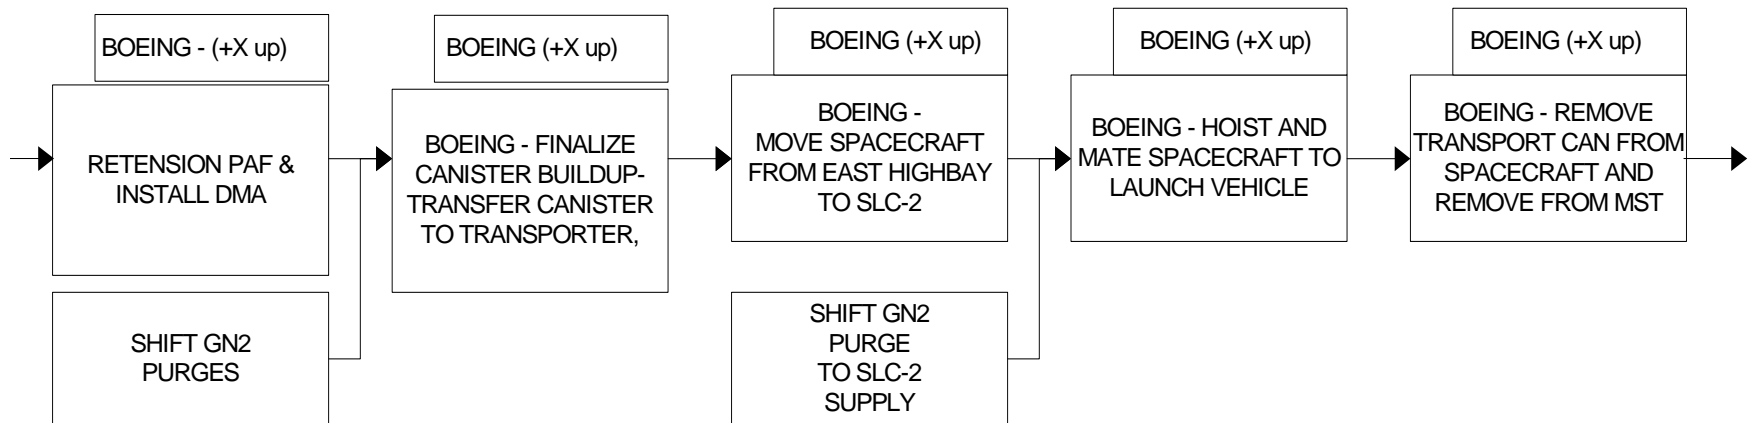 BOEING - (+X up)
RETENSION PAF &
INSTALL DMA
SHIFT GN2
PURGES
BOEING (+X up)
BOEING - FINALIZE
CANISTER BUILDUP-
TRANSFER CANISTER
TO TRANSPORTER,
BOEING (+X up)
BOEING -
MOVE SPACECRAFT
FROM EAST HIGHBAY
TO SLC-2
SHIFT GN2
PURGE
TO SLC-2
SUPPLY
BOEING (+X up)
BOEING - HOIST AND
MATE SPACECRAFT TO
LAUNCH VEHICLE
BOEING (+X up)
BOEING - REMOVE
TRANSPORT CAN FROM
SPACECRAFT AND
REMOVE FROM MST